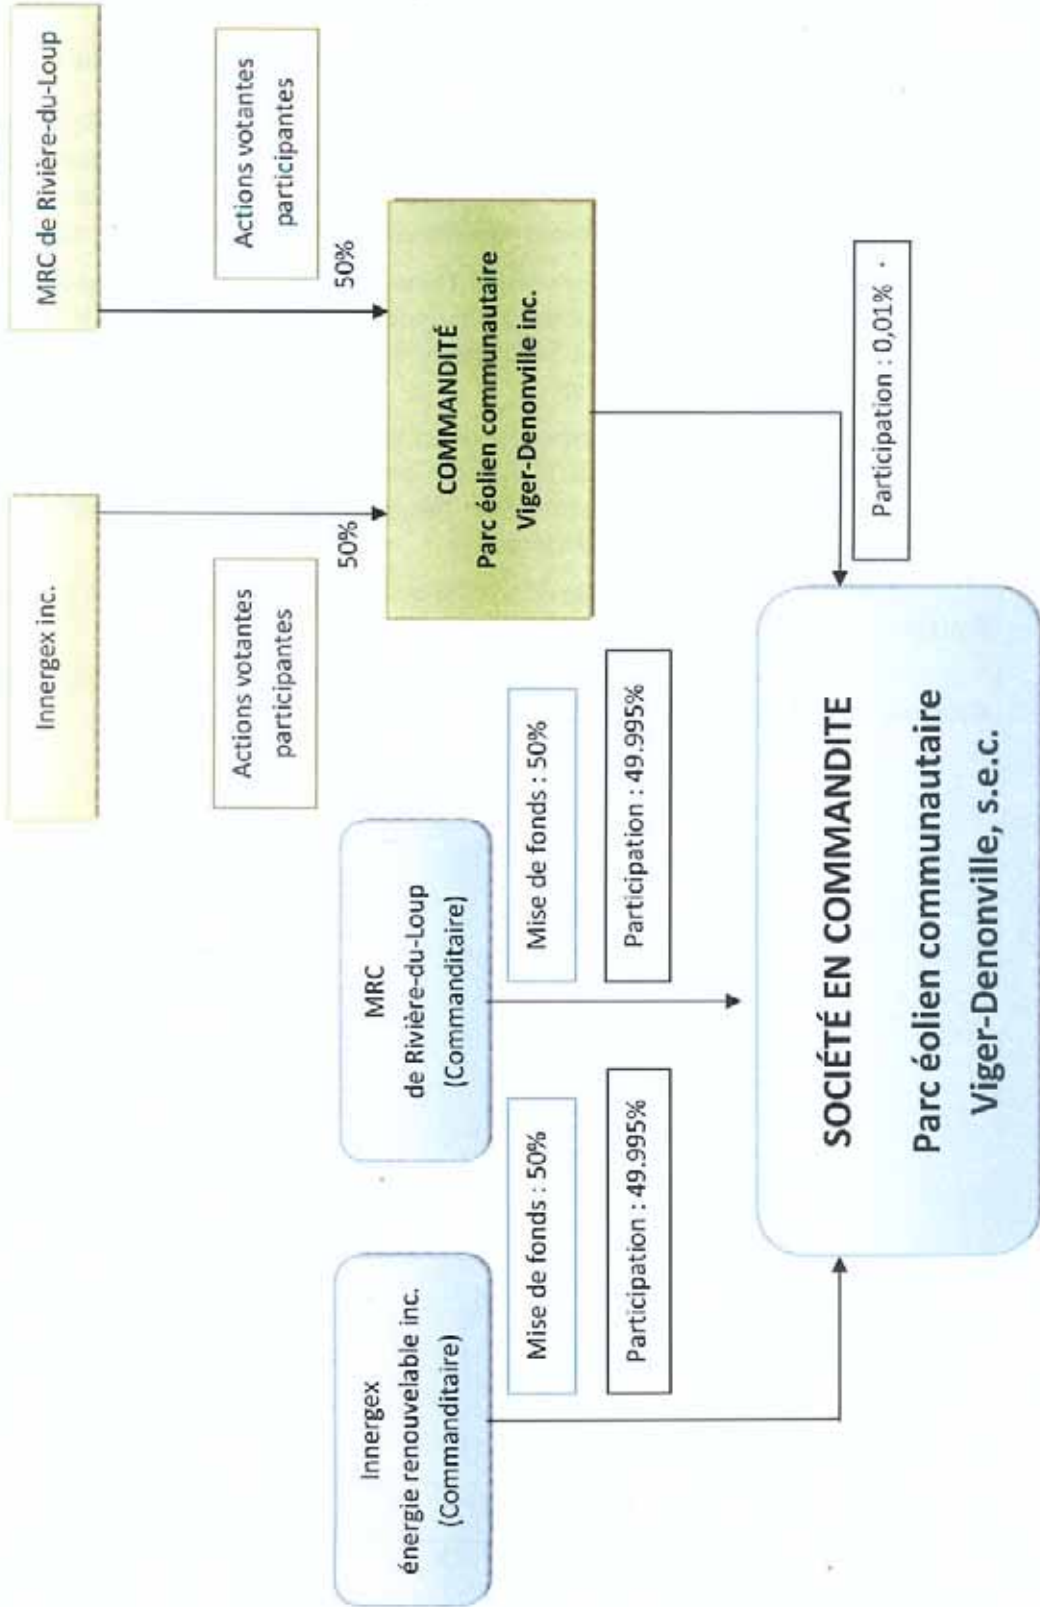 Innergex inc.
MRC de Rivière-du-Loup
Actions votantes
participantes
50%
Actions votantes
participantes
50%
COMMANDITÉ
Parc éolien communautaire
Viger-Denonville inc.
Innergex
énergie renouvelable inc.
(Commanditaire)
MRC
de Rivière-du-Loup
(Commanditaire)
Mise de fonds : 50%
Participation : 49.995%
Mise de fonds : 50%
Participation : 49.995%
Participation : 0,01%
SOCIÉTÉ EN COMMANDITE
Parc éolien communautaire
Viger-Denonville, s.e.c.